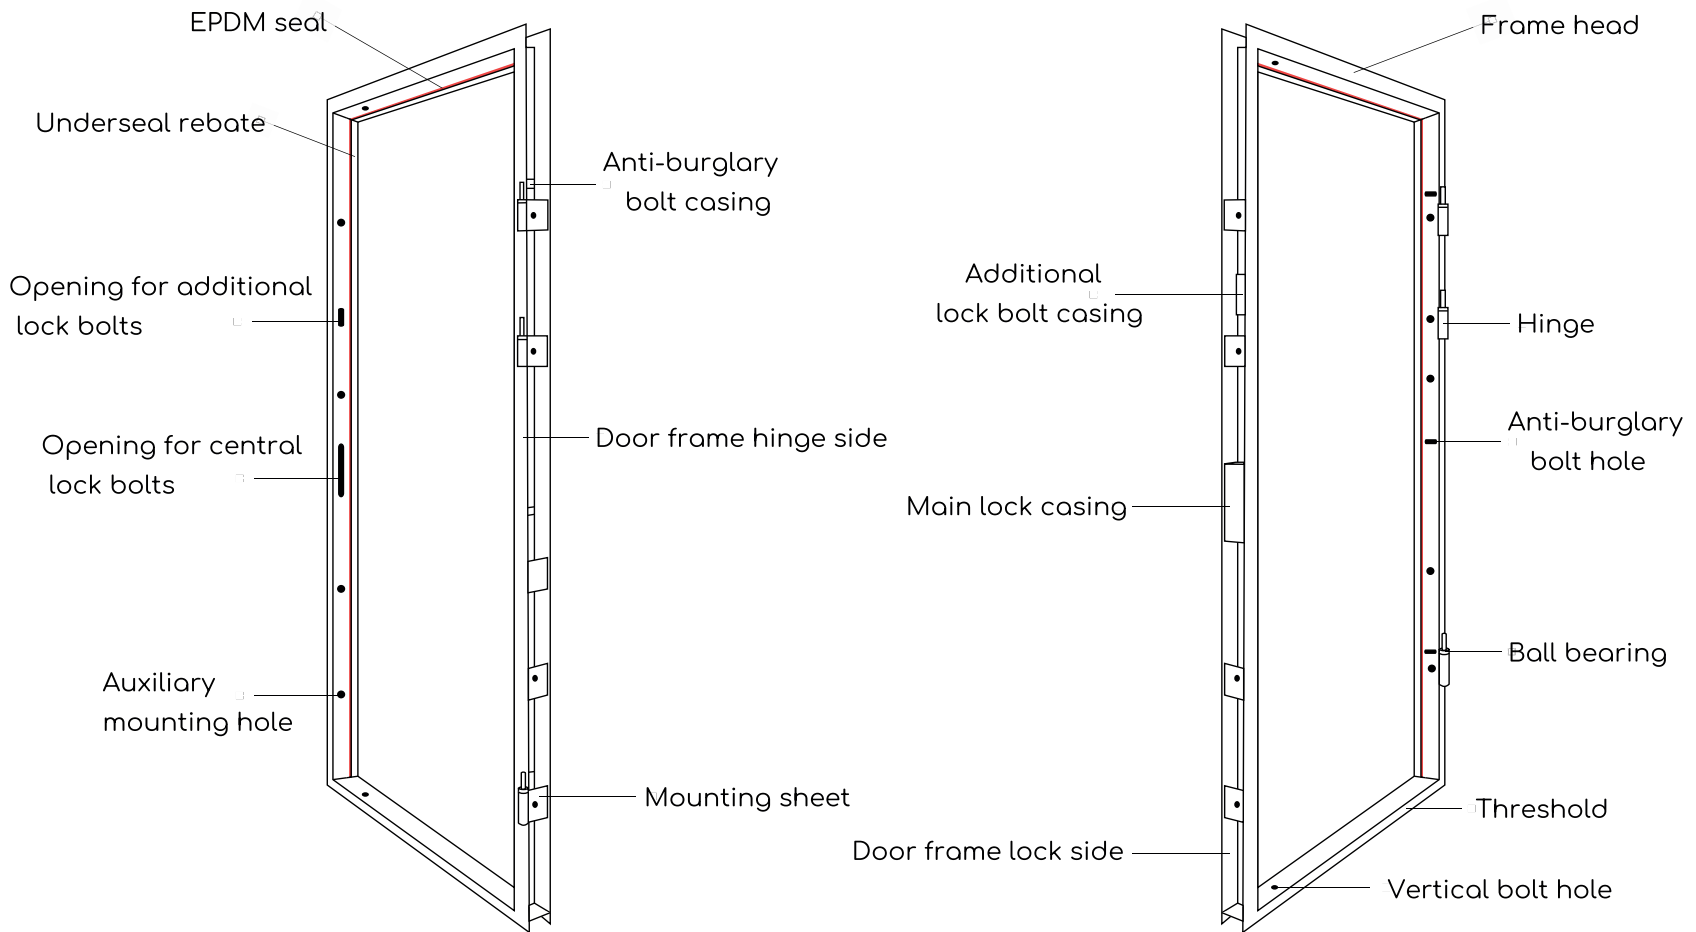 EPDM seal
Underseal rebate
Anti-burglary
bolt casing
Opening for additional
lock bolts
Opening for central
lock bolts
Door frame hinge side
Auxiliary
mounting hole
Mounting sheet
Frame head
Additional
lock bolt casing
Hinge
Anti-burglary
bolt hole
Main lock casing
Ball bearing
Threshold
Door frame lock side
Vertical bolt hole